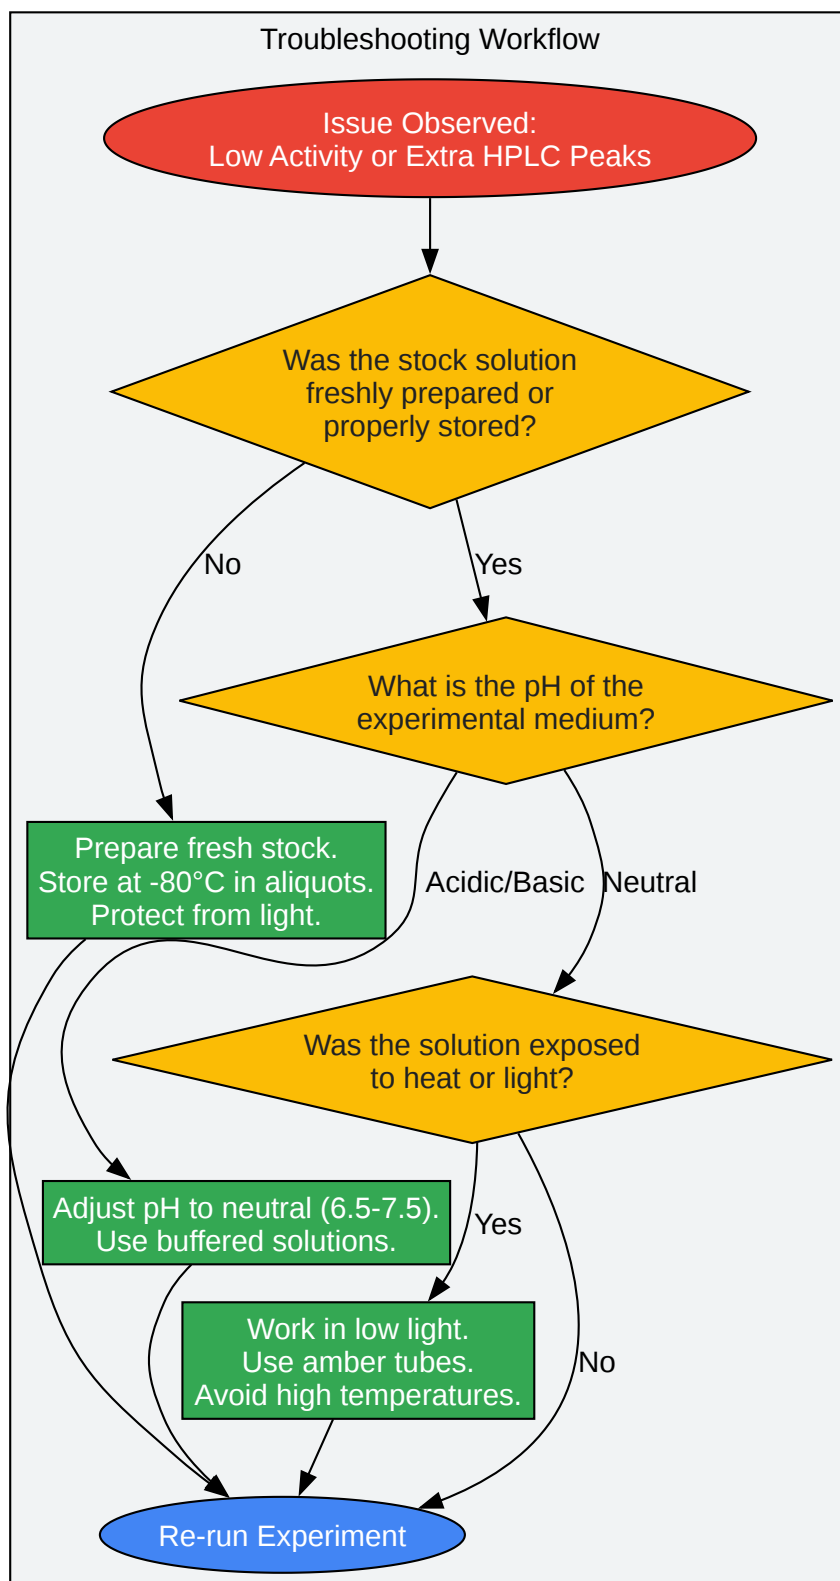 Troubleshooting Workflow
Issue Observed:
Low Activity or Extra HPLC Peaks
Was the stock solution
freshly prepared or
properly stored?
No
Yes
What is the pH of the
experimental medium?
Prepare fresh stock.
Store at -80°C in aliquots.
Protect from light.
Acidic/Basic
Neutral
Was the solution exposed
to heat or light?
Adjust pH to neutral (6.5-7.5).
Use buffered solutions.
Yes
Work in low light.
Use amber tubes.
Avoid high temperatures.
No
Re-run Experiment